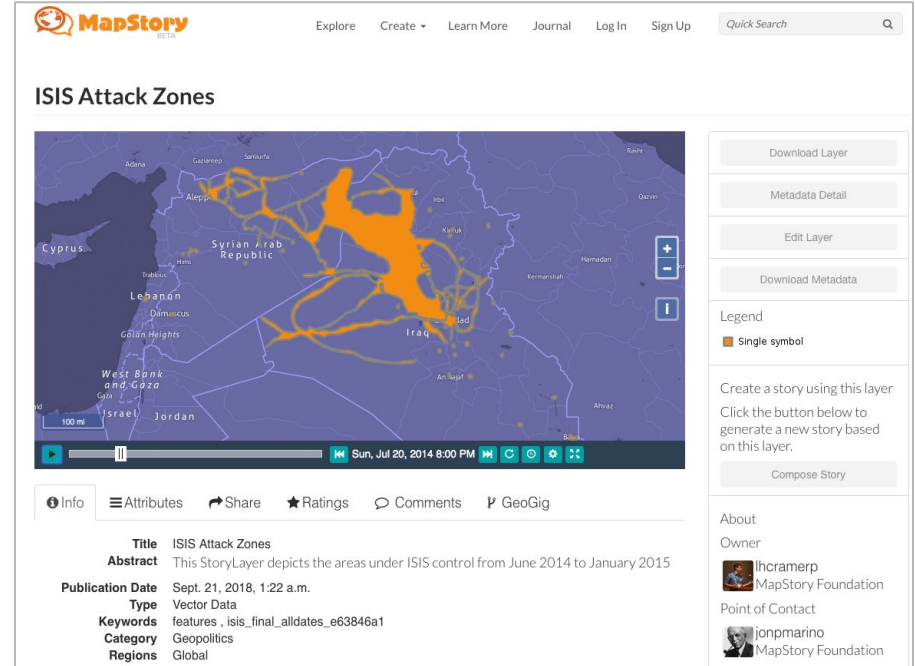 MapStory
BETA
Explore Create Learn More Journal Log In Sign Up Quick Search
ISIS Attack Zones
Adana
Gaziantep
Sanliurfa
Rasht
Irbil
Qazvin
Kirkuk
Cyprus
Syrian Arab
Republic
Hims
Hamadan
Kermanshah
Trablous
Lebanon
Damascus
Golan Heights
Iraq
West Bank
and Gaza
Gaza
An Najaf
Israel
Jordan
Ahvaz
100 mi
+
-
i
Sun, Jul 20, 2014 8:00 PM
Info Attributes Share Ratings Comments GeoGig
Title ISIS Attack Zones
Abstract This StoryLayer depicts the areas under ISIS control from June 2014 to January 2015
Publication Date Sept. 21, 2018, 1:22 a.m.
Type Vector Data
Keywords features , isis_final_alldates_e63846a1
Category Geopolitics
Regions Global
Download Layer
Metadata Detail
Edit Layer
Download Metadata
Legend
Single symbol
Create a story using this layer
Click the button below to
generate a new story based
on this layer.
Compose Story
About
Owner
lhcramerp
MapStory Foundation
Point of Contact
jonpmarino
MapStory Foundation